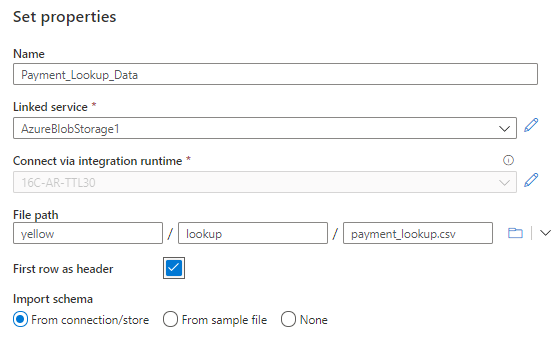 Set properties
Name
Payment_Lookup_Data
Linked service *
AzureBlobStorage1
Connect via integration runtime *
16C-AR-TTL30
File path
yellow / lookup / payment_lookup.csv
First row as header
Import schema
From connection/store From sample file None